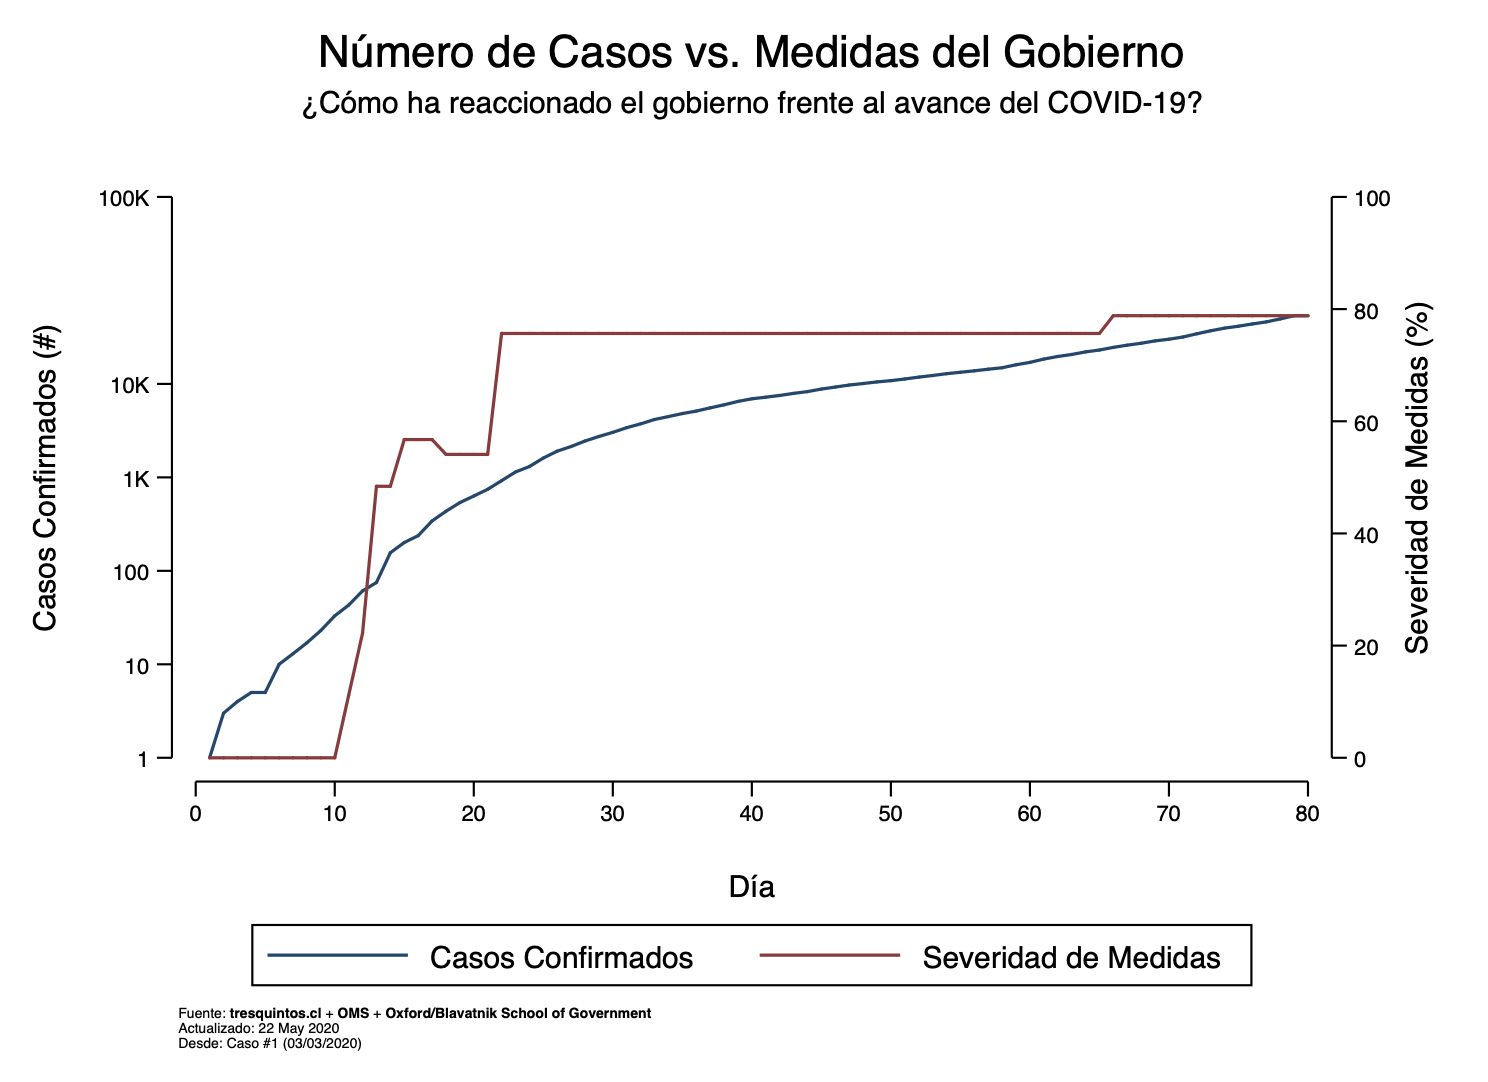 Número de Casos vs. Medidas del Gobierno
¿Cómo ha reaccionado el gobierno frente al avance del COVID-19?
Casos Confirmados (#)
100K
10K
1K
100
10
1
Severidad de Medidas (%)
100
80
60
40
20
0
0 10 20 30 40 50 60 70 80
Día
Casos Confirmados Severidad de Medidas
Fuente: tresquintos.cl + OMS + Oxford/Blavatnik School of Government
Actualizado: 22 May 2020
Desde: Caso #1 (03/03/2020)